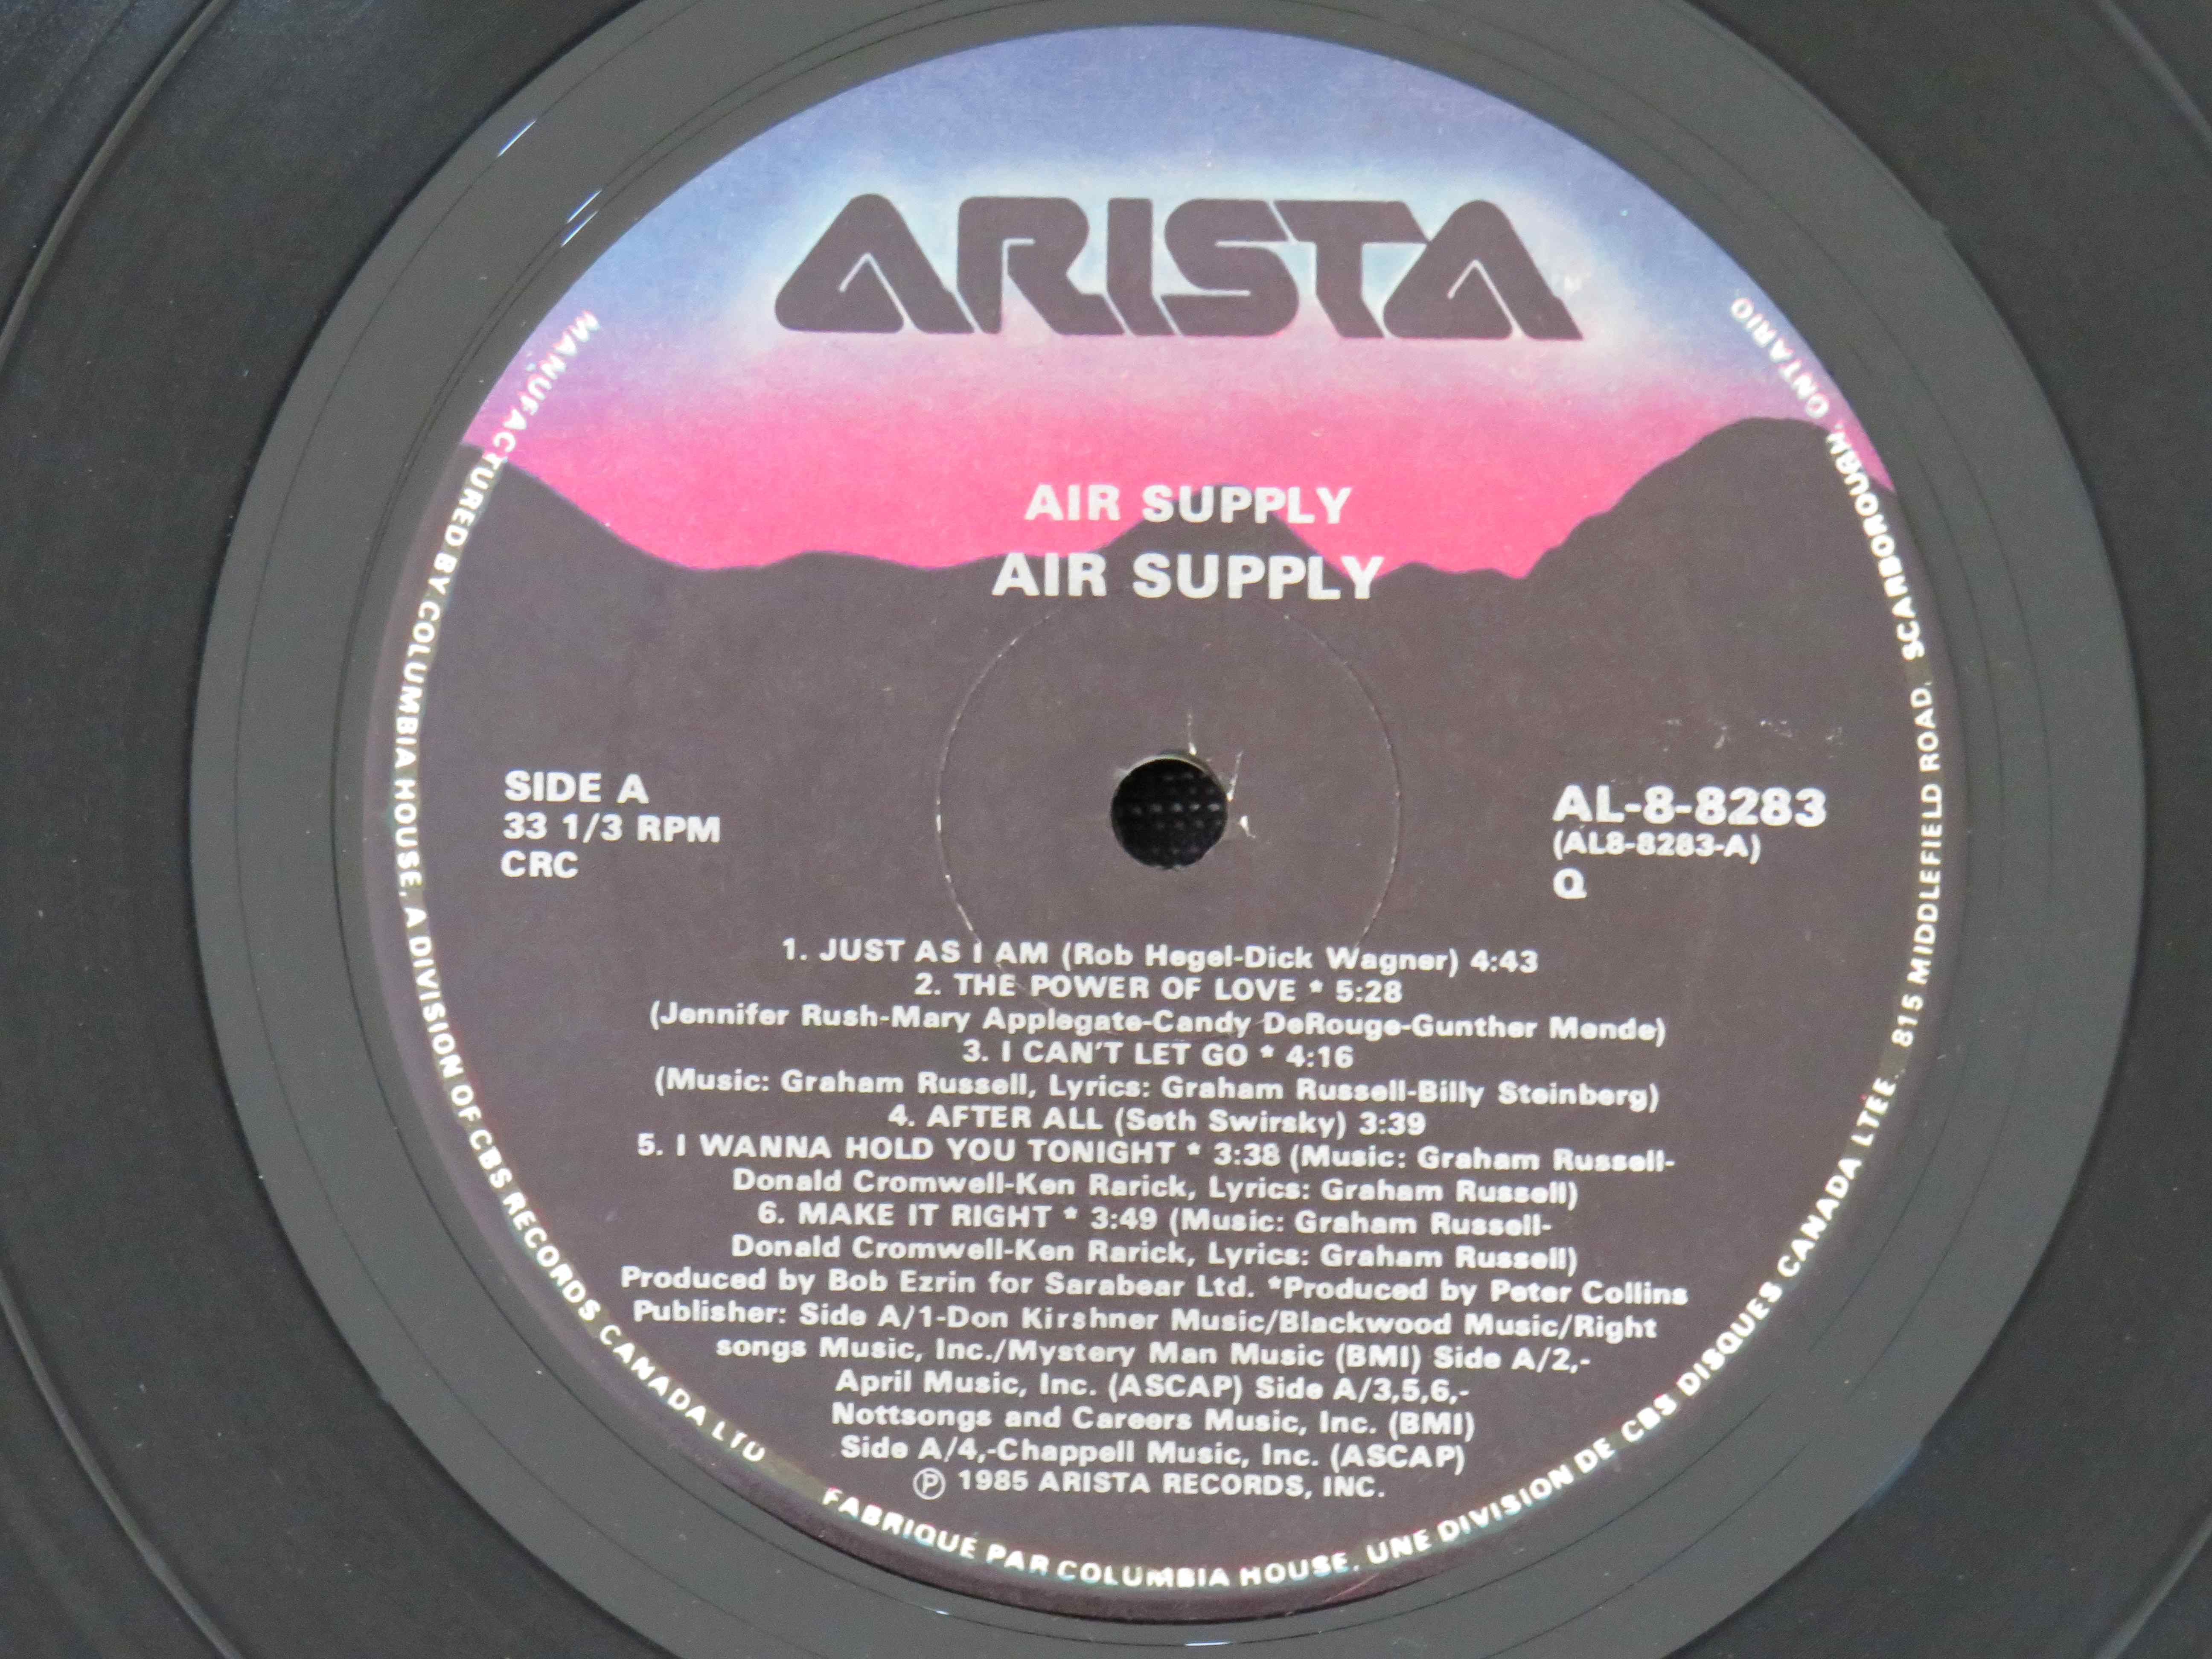 ARISTA
AIR SUPPLY
AIR SUPPLY
SIDE A
33 1/3 RPM
CRC
AL-8-8283
(AL8-8283-A)
Q
1. JUST AS I AM (Rob Hegel-Dick Wagner) 4:43
2. THE POWER OF LOVE * 5:28
(Jennifer Rush-Mary Applegate-Candy DeRouge-Gunther Mende)
3. I CAN'T LET GO * 4:16
(Music: Graham Russell, Lyrics: Graham Russell-Billy Steinberg)
4. AFTER ALL (Seth Swirsky) 3:39
5. I WANNA HOLD YOU TONIGHT * 3:38 (Music: Graham Russell-
Donald Cromwell-Ken Rarick, Lyrics: Graham Russell)
6. MAKE IT RIGHT * 3:49 (Music: Graham Russell-
Donald Cromwell-Ken Rarick, Lyrics: Graham Russell)
Produced by Bob Ezrin for Sarabear Ltd. *Produced by Peter Collins
Publisher: Side A/1-Don Kirshner Music/Blackwood Music/Right
songs Music, Inc./Mystery Man Music (BMI) Side A/2,-
April Music, Inc. (ASCAP) Side A/3,5,6,-
Nottsongs and Careers Music, Inc. (BMI)
Side A/4,-Chappell Music, Inc. (ASCAP)
Ⓟ 1985 ARISTA RECORDS, INC.
MANUFACTURED BY COLUMBIA HOUSE, A DIVISION OF CBS RECORDS CANADA LTD
FABRIQUE PAR COLUMBIA HOUSE, UNE DIVISION DE CBS DISQUES CANADA LTEE. 815 MIDDLEFIELD ROAD, SCARBOROUGH, ONTARIO